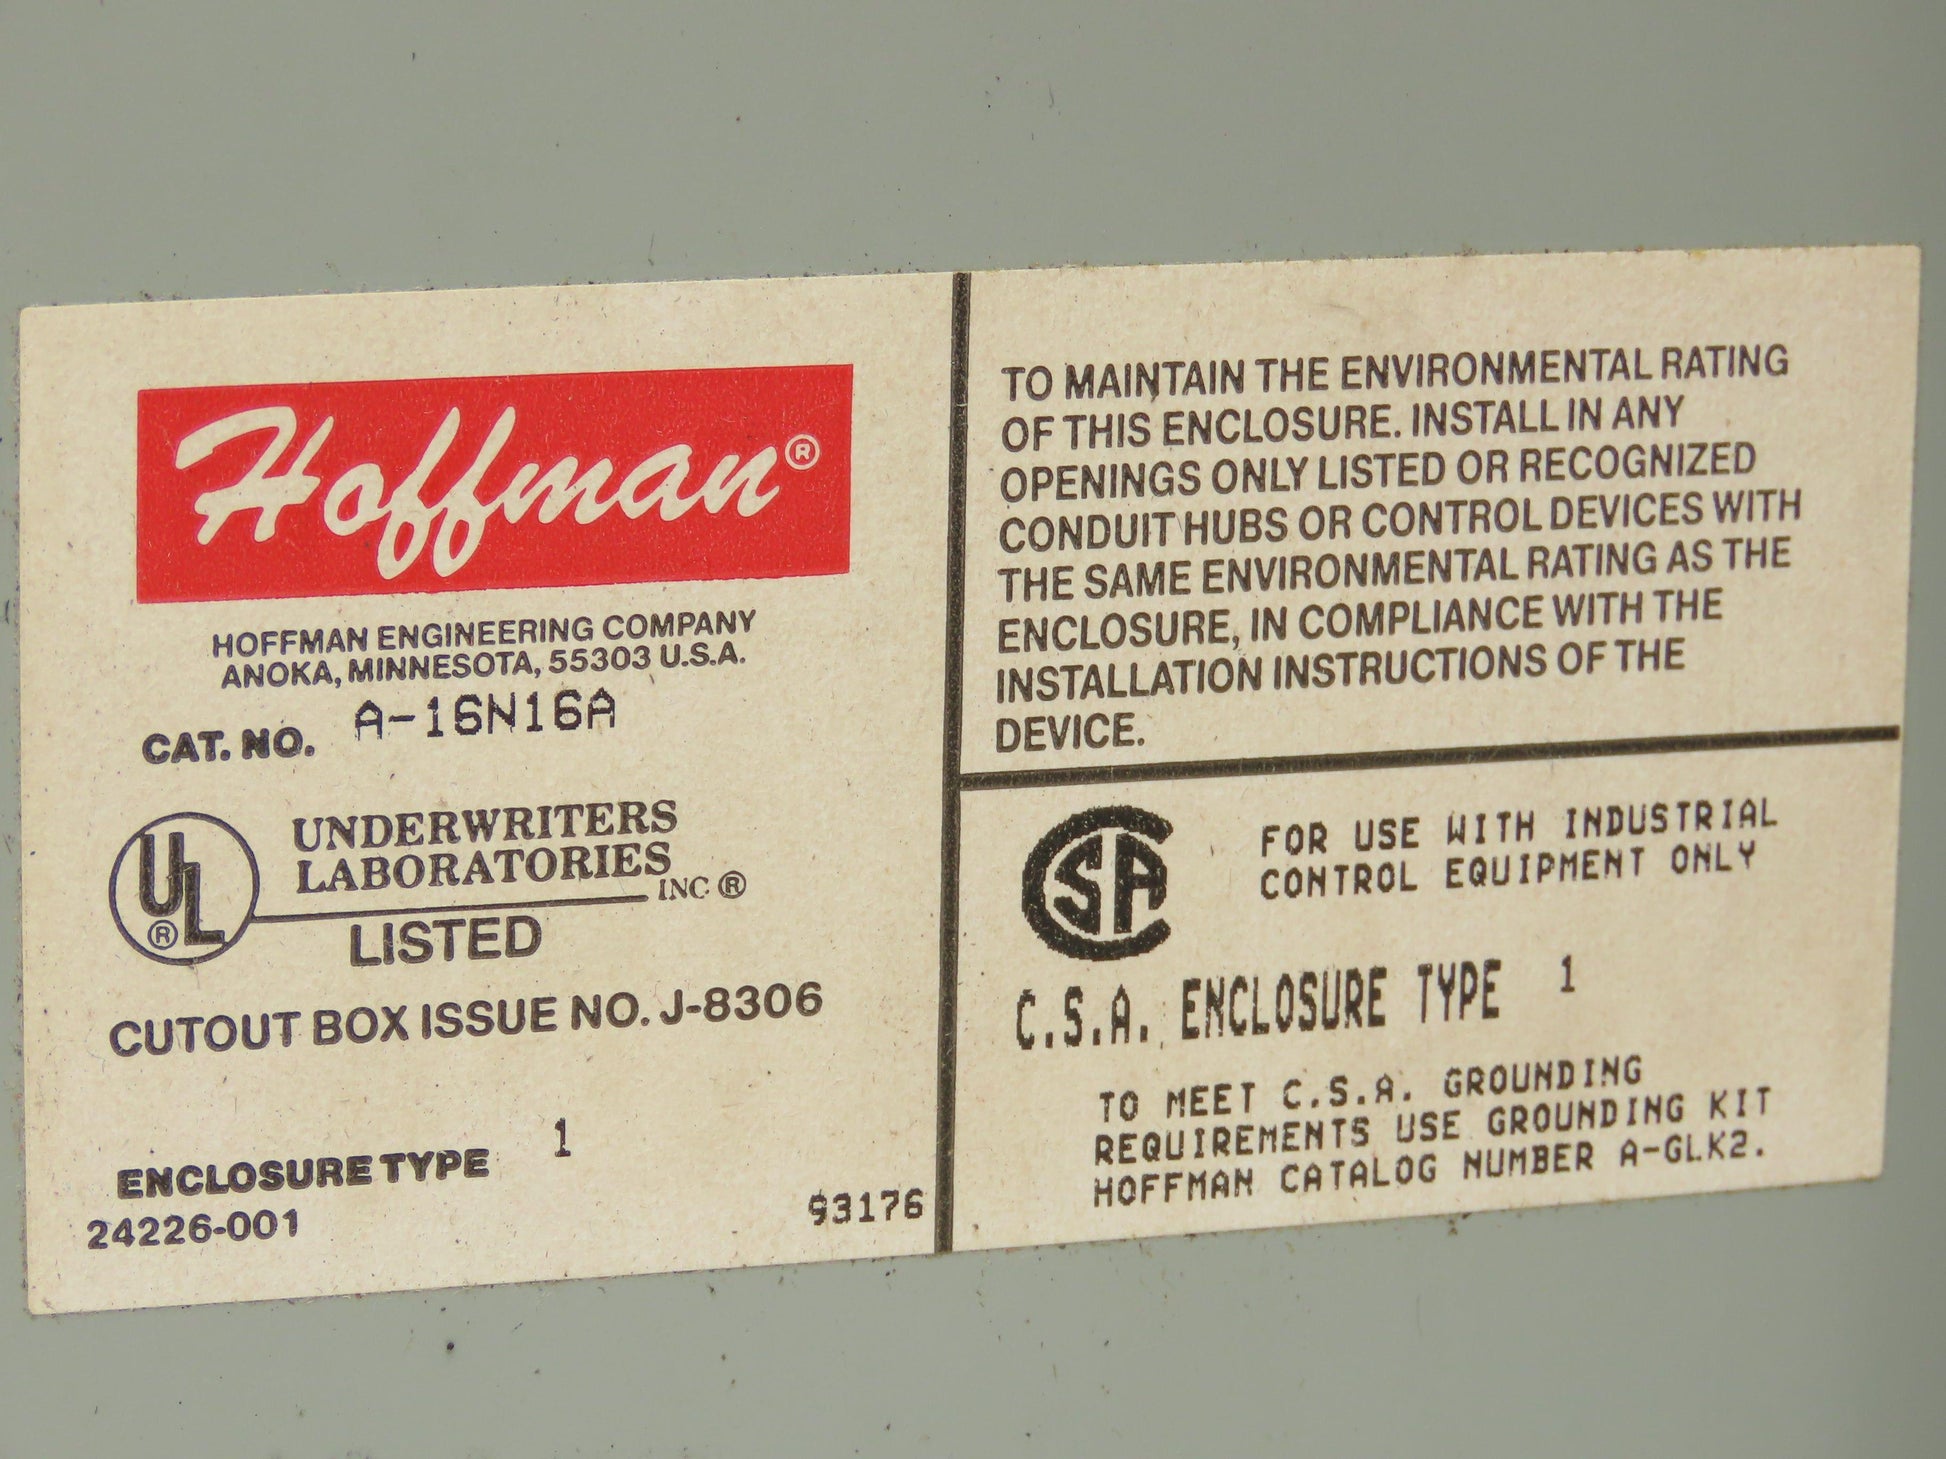 Hoffman®
HOFFMAN ENGINEERING COMPANY
ANOKA, MINNESOTA, 55303 U.S.A.
CAT. NO. A-16N16A
UL®
UNDERWRITERS
LABORATORIES
INC.®
LISTED
CUTOUT BOX ISSUE NO. J-8306
ENCLOSURE TYPE 1
24226-001
93176
TO MAINTAIN THE ENVIRONMENTAL RATING
OF THIS ENCLOSURE. INSTALL IN ANY
OPENINGS ONLY LISTED OR RECOGNIZED
CONDUIT HUBS OR CONTROL DEVICES WITH
THE SAME ENVIRONMENTAL RATING AS THE
ENCLOSURE, IN COMPLIANCE WITH THE
INSTALLATION INSTRUCTIONS OF THE
DEVICE.
CSA
FOR USE WITH INDUSTRIAL
CONTROL EQUIPMENT ONLY
C.S.A. ENCLOSURE TYPE 1
TO MEET C.S.A. GROUNDING
REQUIREMENTS USE GROUNDING KIT
HOFFMAN CATALOG NUMBER A-GLK2.